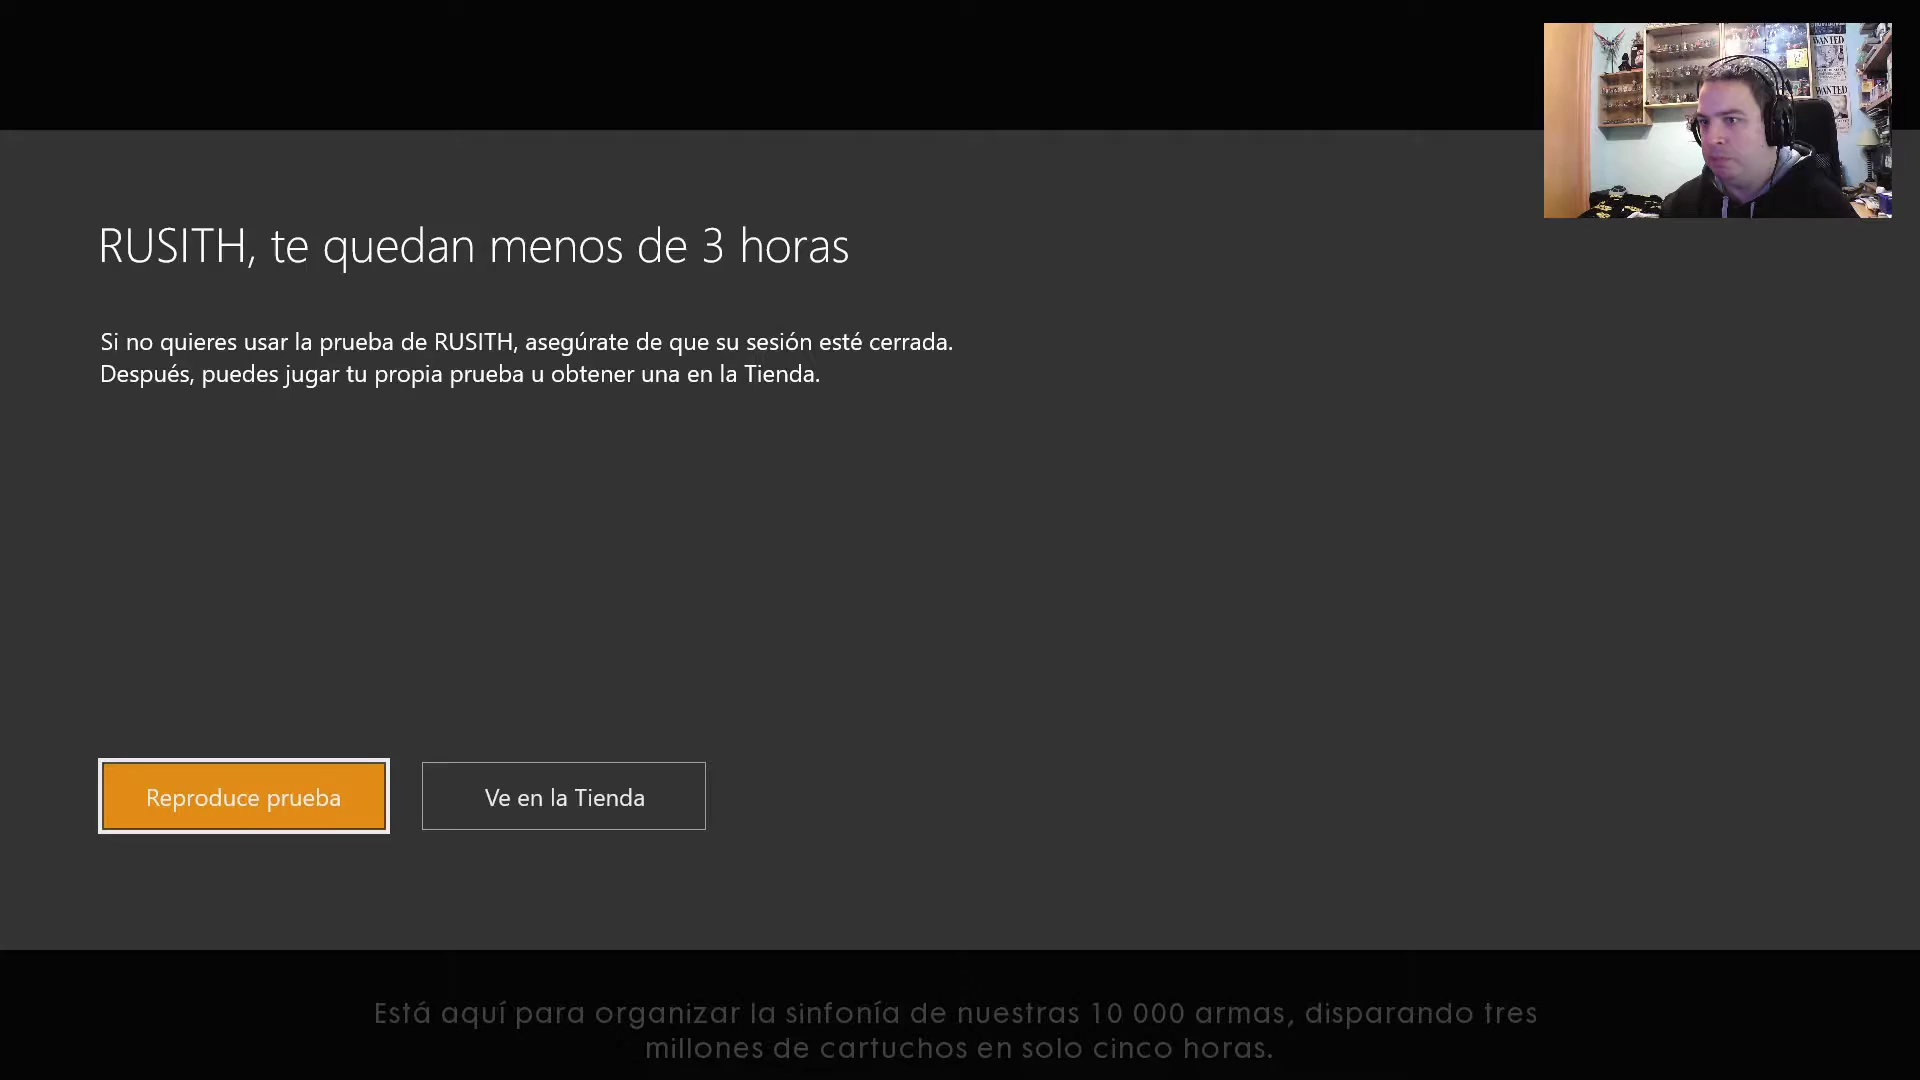 WANTED
WANTED
RUSITH, te quedan menos de 3 horas
Si no quieres usar la prueba de RUSITH, asegúrate de que su sesión esté cerrada.
Después, puedes jugar tu propia prueba u obtener una en la Tienda.
Reproduce prueba
Ve en la Tienda
Está aquí para organizar la sinfonía de nuestras 10 000 armas, disparando tres
millones de cartuchos en solo cinco horas.